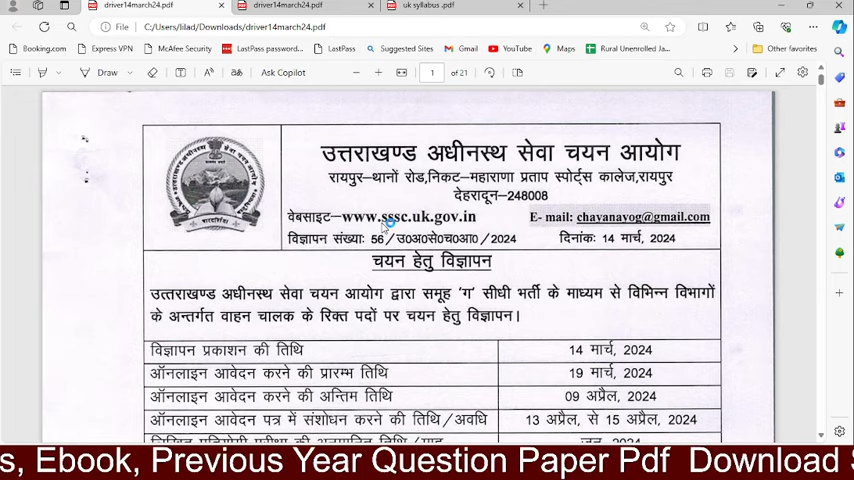 driver14march24.pdf
driver14march24.pdf
uk syllabus .pdf
File C:/Users/lilad/Downloads/driver14march24.pdf
Booking.com Express VPN McAfee Security LastPass password... LastPass Suggested Sites Gmail YouTube Maps Rural Unenrolled Ja... Other favorites
Draw Ask Copilot 1 of 21
उत्तराखण्ड अधीनस्थ सेवा चयन आयोग
रायपुर–थानों रोड,निकट–महाराणा प्रताप स्पोर्ट्स कालेज,रायपुर
देहरादून–248008
वेबसाइट–www.sssc.uk.gov.in E- mail: chavanayog@gmail.com
विज्ञापन संख्याः 56/उ०अ०से०च०आ०/2024 दिनांकः 14 मार्च, 2024
चयन हेतु विज्ञापन
उत्तराखण्ड अधीनस्थ सेवा चयन आयोग द्वारा समूह 'ग' सीधी भर्ती के माध्यम से विभिन्न विभागों
के अन्तर्गत वाहन चालक के रिक्त पदों पर चयन हेतु विज्ञापन।
विज्ञापन प्रकाशन की तिथि 14 मार्च, 2024
ऑनलाइन आवेदन करने की प्रारम्भ तिथि 19 मार्च, 2024
ऑनलाइन आवेदन करने की अन्तिम तिथि 09 अप्रैल, 2024
ऑनलाइन आवेदन पत्र में संशोधन करने की तिथि/अवधि 13 अप्रैल, से 15 अप्रैल, 2024
s, Ebook, Previous Year Question Paper Pdf Download S